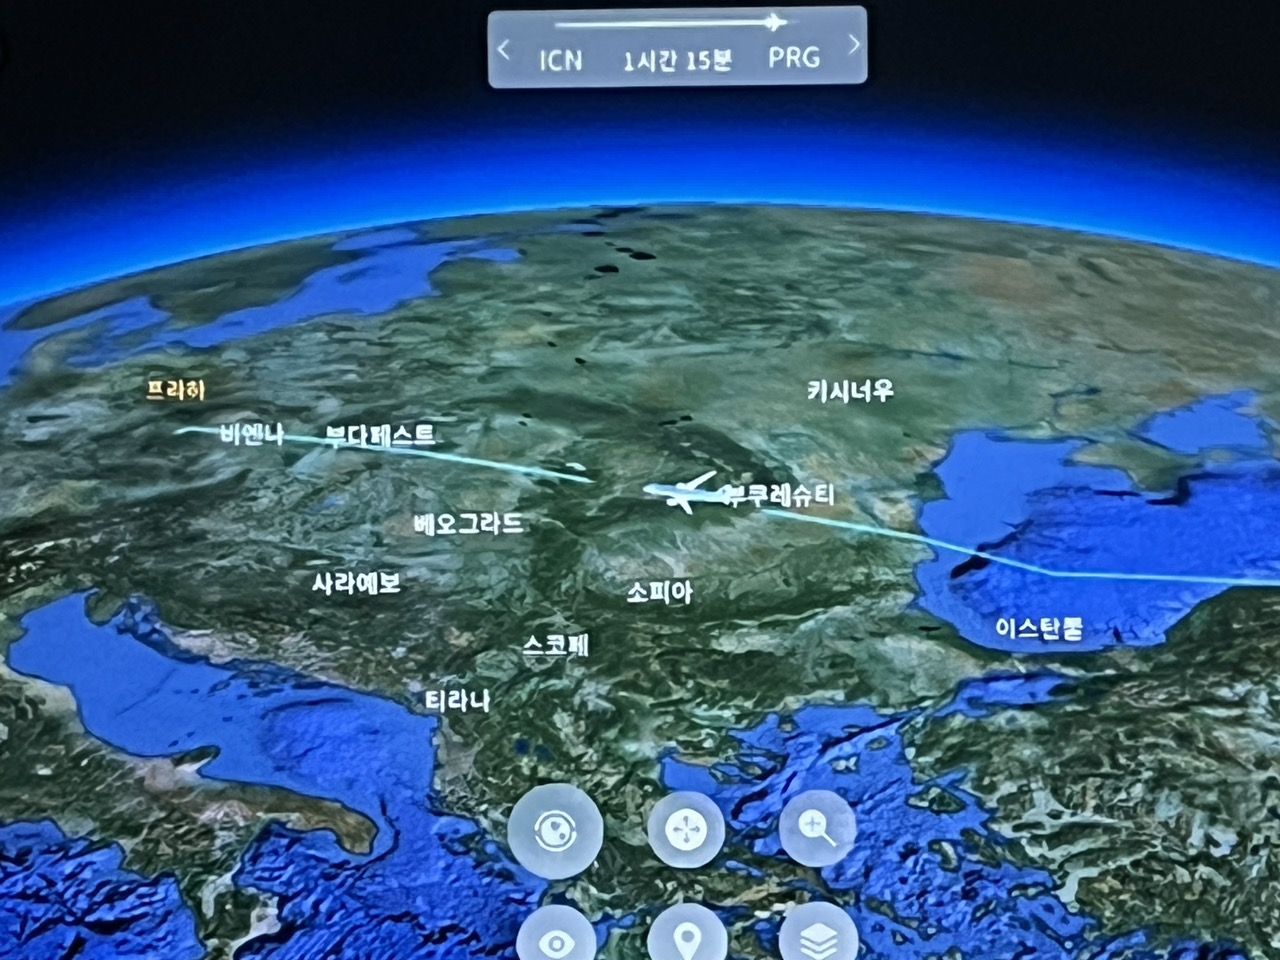 ICN 1시간 15분 PRG
프라하
키시너우
비엔나
부다페스트
부쿠레슈티
베오그라드
사라예보
소피아
이스탄불
스코페
티라나